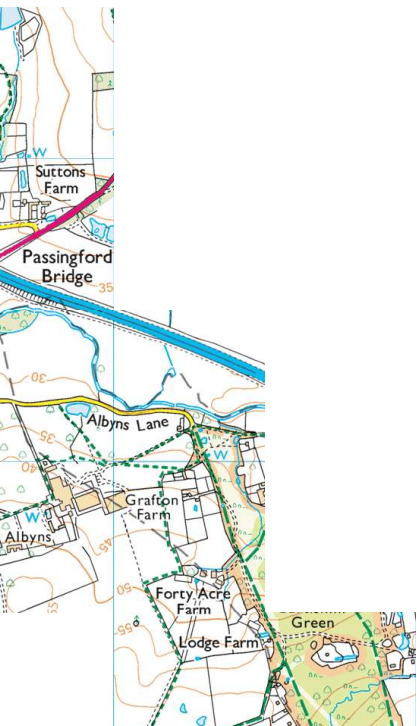 W
Suttons
Farm
Passingford
Bridge
35
30
Albyns Lane
35
40
W
Grafton
Farm
W
Albyns
45
50
Forty Acre
Farm
55
Lodge Farm
Green